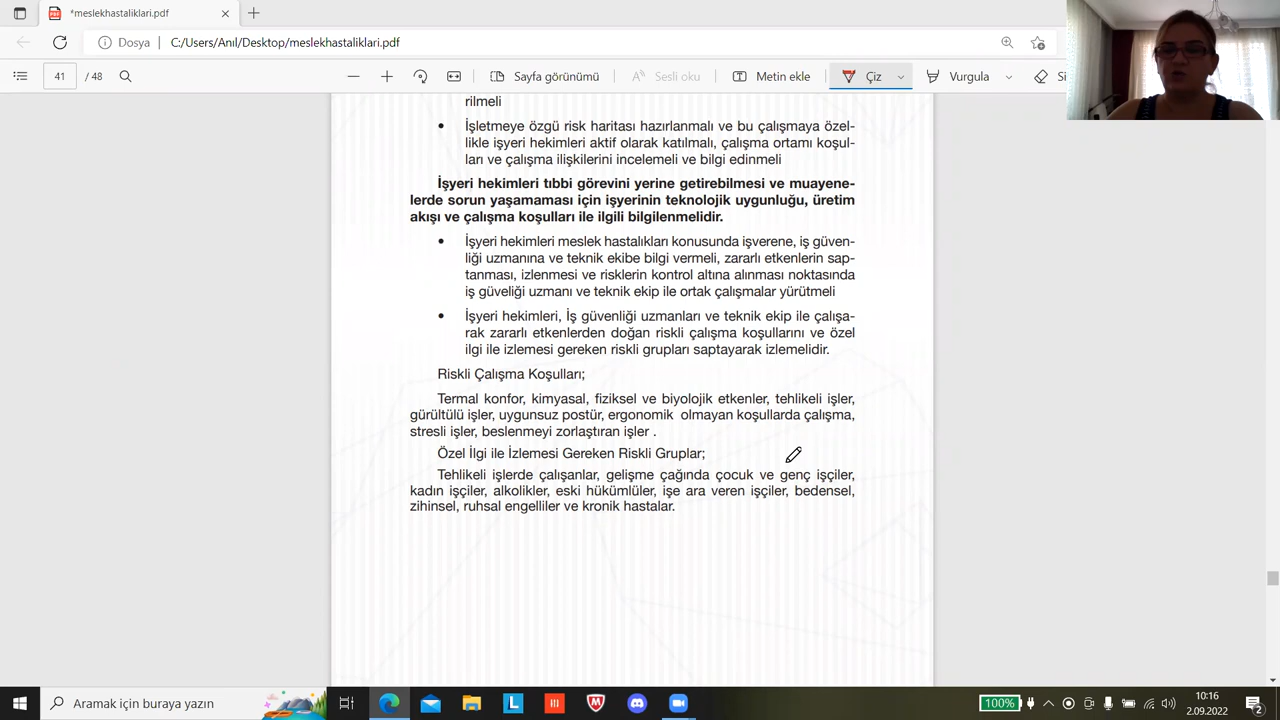 *meslekhastaliklari.pdf
Dosya C:/Users/Anıl/Desktop/meslekhastaliklari.pdf
41 / 48 Sayfa görünümü Sesli oku Metin ekle Çiz Vurgula Si
rilmeli
• İşletmeye özgü risk haritası hazırlanmalı ve bu çalışmaya özel-
likle işyeri hekimleri aktif olarak katılmalı, çalışma ortamı koşul-
ları ve çalışma ilişkilerini incelemeli ve bilgi edinmeli
İşyeri hekimleri tıbbi görevini yerine getirebilmesi ve muayene-
lerde sorun yaşamaması için işyerinin teknolojik uygunluğu, üretim
akışı ve çalışma koşulları ile ilgili bilgilenmelidir.
• İşyeri hekimleri meslek hastalıkları konusunda işverene, iş güven-
liği uzmanına ve teknik ekibe bilgi vermeli, zararlı etkenlerin sap-
tanması, izlenmesi ve risklerin kontrol altına alınması noktasında
iş güveliği uzmanı ve teknik ekip ile ortak çalışmalar yürütmeli
• İşyeri hekimleri, İş güvenliği uzmanları ve teknik ekip ile çalışa-
rak zararlı etkenlerden doğan riskli çalışma koşullarını ve özel
ilgi ile izlemesi gereken riskli grupları saptayarak izlemelidir.
Riskli Çalışma Koşulları;
Termal konfor, kimyasal, fiziksel ve biyolojik etkenler, tehlikeli işler,
gürültülü işler, uygunsuz postür, ergonomik olmayan koşullarda çalışma,
stresli işler, beslenmeyi zorlaştıran işler .
Özel İlgi ile İzlemesi Gereken Riskli Gruplar;
Tehlikeli işlerde çalışanlar, gelişme çağında çocuk ve genç işçiler,
kadın işçiler, alkolikler, eski hükümlüler, işe ara veren işçiler, bedensel,
zihinsel, ruhsal engelliler ve kronik hastalar.
Aramak için buraya yazın
100%
10:16
2.09.2022
2